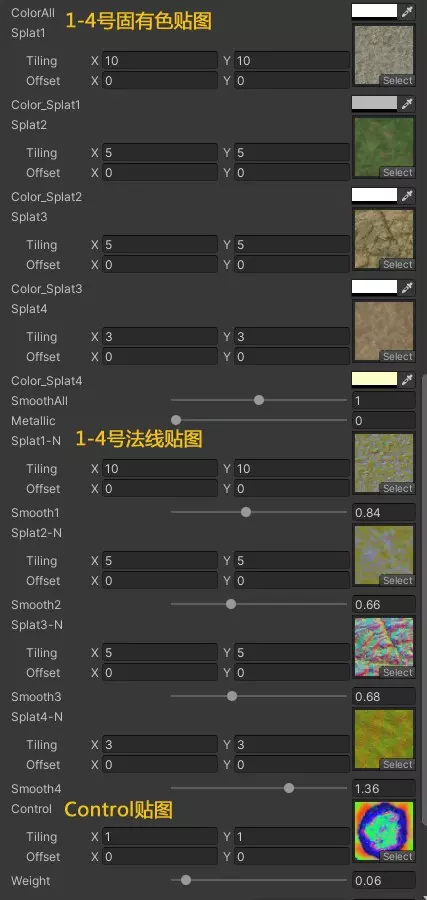 ColorAll
1-4号固有色贴图
Splat1
Tiling X 10 Y 10
Offset X 0 Y 0
Select
Color_Splat1
Splat2
Tiling X 5 Y 5
Offset X 0 Y 0
Select
Color_Splat2
Splat3
Tiling X 5 Y 5
Offset X 0 Y 0
Select
Color_Splat3
Splat4
Tiling X 3 Y 3
Offset X 0 Y 0
Select
Color_Splat4
SmoothAll 1
Metallic 0
Splat1-N 1-4号法线贴图
Tiling X 10 Y 10
Offset X 0 Y 0
Select
Smooth1 0.84
Splat2-N
Tiling X 5 Y 5
Offset X 0 Y 0
Select
Smooth2 0.66
Splat3-N
Tiling X 5 Y 5
Offset X 0 Y 0
Select
Smooth3 0.68
Splat4-N
Tiling X 3 Y 3
Offset X 0 Y 0
Select
Smooth4 1.36
Control Control贴图
Tiling X 1 Y 1
Offset X 0 Y 0
Select
Weight 0.06